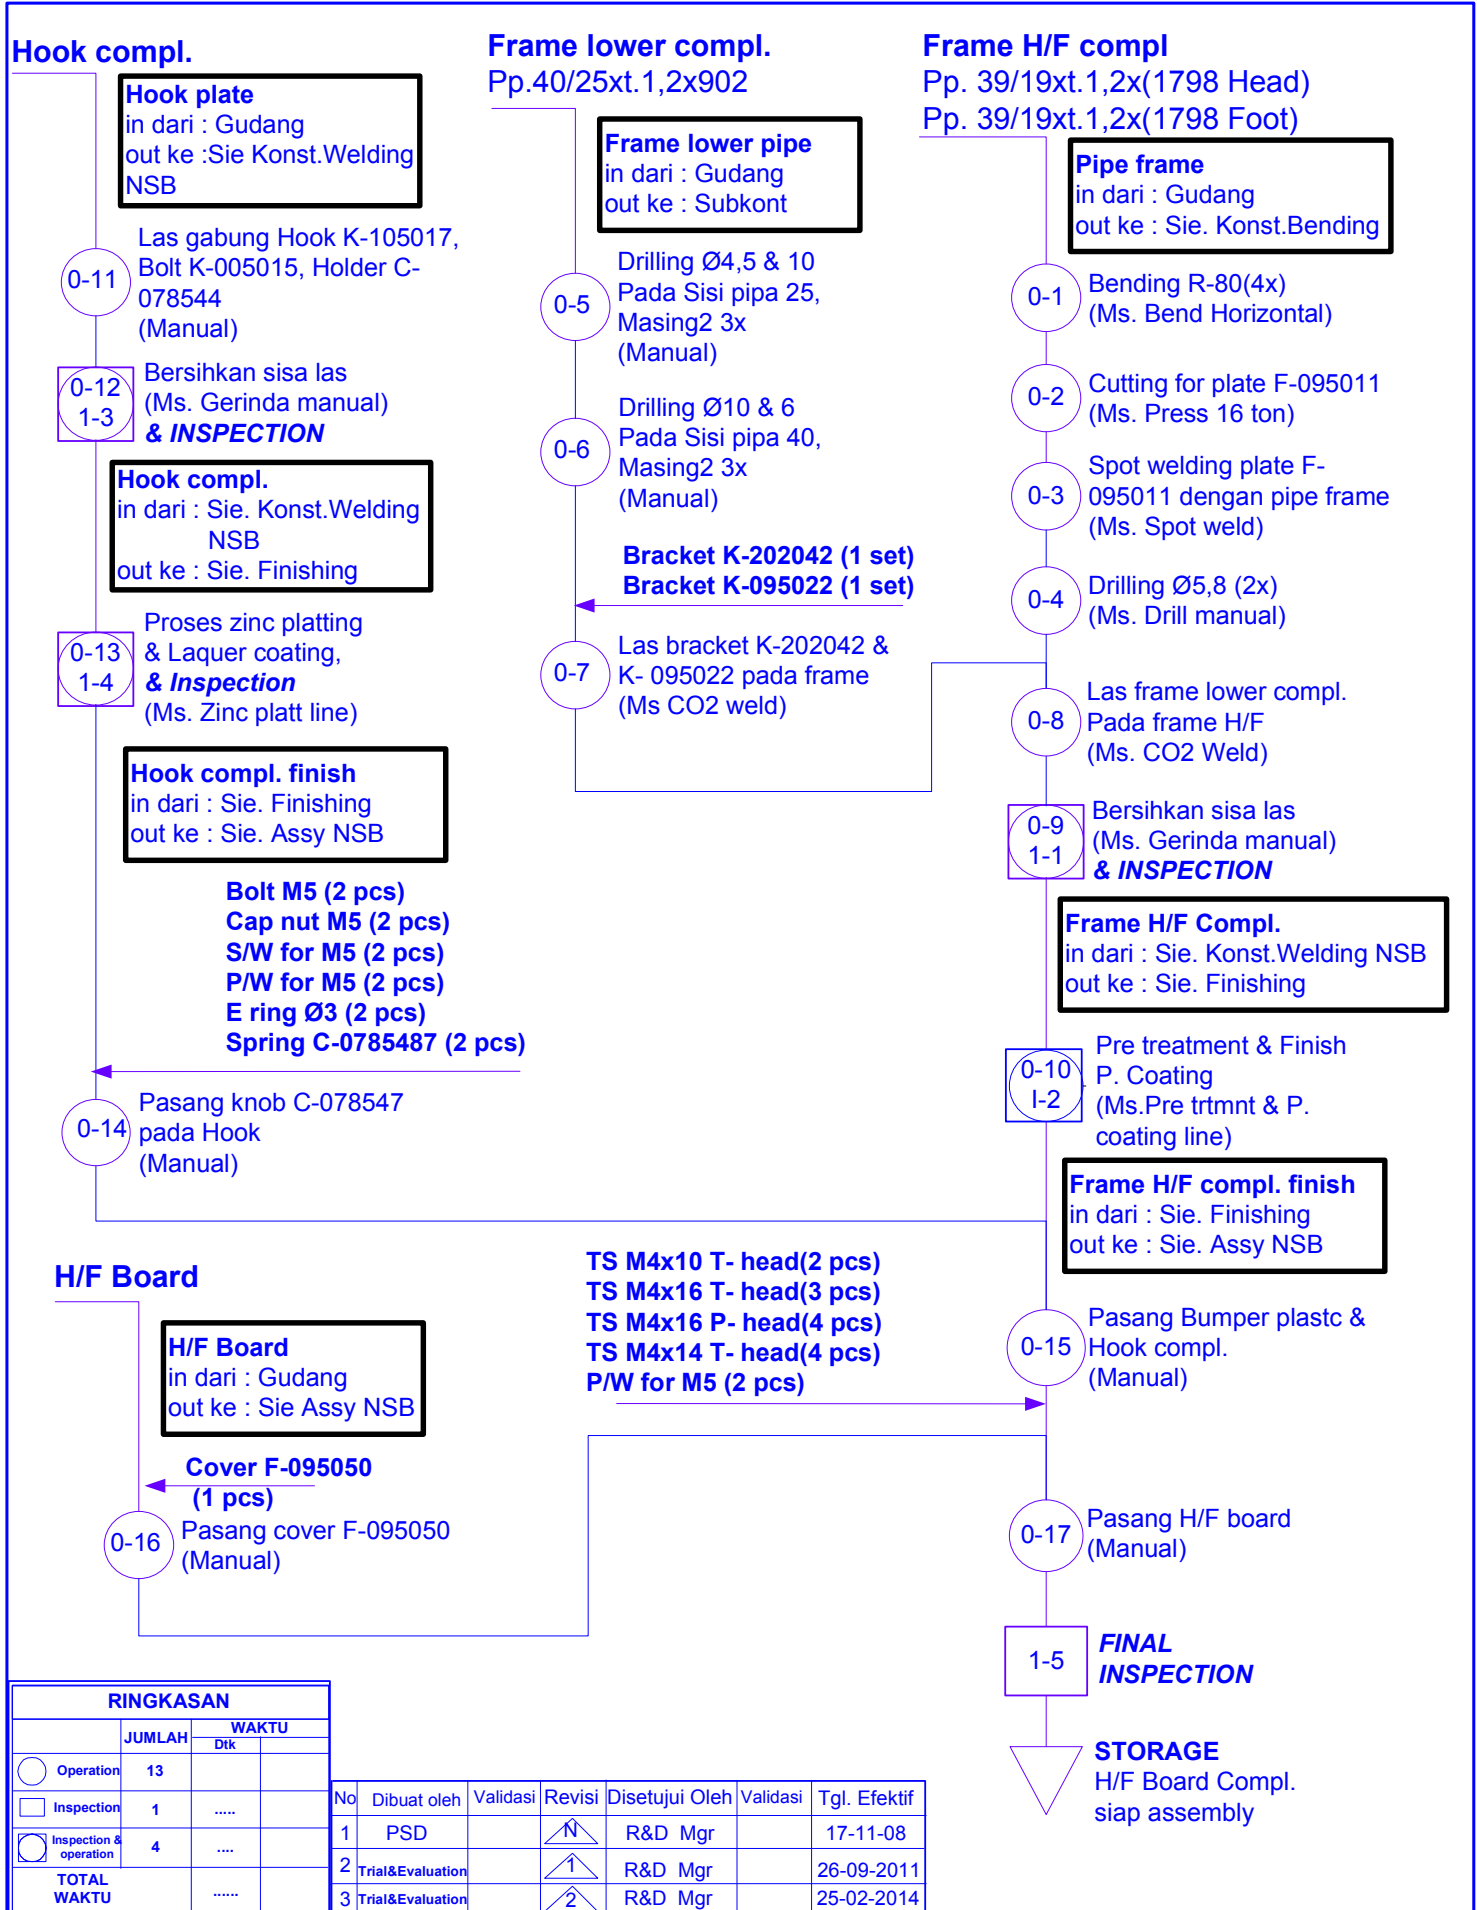 Hook compl.
Hook plate
in dari : Gudang
out ke :Sie Konst.Welding
NSB
0-11
Las gabung Hook K-105017,
Bolt K-005015, Holder C-
078544
(Manual)
0-12
1-3
Bersihkan sisa las
(Ms. Gerinda manual)
& INSPECTION
Hook compl.
in dari : Sie. Konst.Welding
NSB
out ke : Sie. Finishing
0-13
1-4
Proses zinc platting
& Laquer coating,
& Inspection
(Ms. Zinc platt line)
Hook compl. finish
in dari : Sie. Finishing
out ke : Sie. Assy NSB
Bolt M5 (2 pcs)
Cap nut M5 (2 pcs)
S/W for M5 (2 pcs)
P/W for M5 (2 pcs)
E ring Ø3 (2 pcs)
Spring C-0785487 (2 pcs)
0-14
Pasang knob C-078547
pada Hook
(Manual)
Frame lower compl.
Pp.40/25xt.1,2x902
Frame lower pipe
in dari : Gudang
out ke : Subkont
0-5
Drilling Ø4,5 & 10
Pada Sisi pipa 25,
Masing2 3x
(Manual)
0-6
Drilling Ø10 & 6
Pada Sisi pipa 40,
Masing2 3x
(Manual)
Bracket K-202042 (1 set)
Bracket K-095022 (1 set)
0-7
Las bracket K-202042 &
K- 095022 pada frame
(Ms CO2 weld)
Frame H/F compl
Pp. 39/19xt.1,2x(1798 Head)
Pp. 39/19xt.1,2x(1798 Foot)
Pipe frame
in dari : Gudang
out ke : Sie. Konst.Bending
0-1
Bending R-80(4x)
(Ms. Bend Horizontal)
0-2
Cutting for plate F-095011
(Ms. Press 16 ton)
0-3
Spot welding plate F-
095011 dengan pipe frame
(Ms. Spot weld)
0-4
Drilling Ø5,8 (2x)
(Ms. Drill manual)
0-8
Las frame lower compl.
Pada frame H/F
(Ms. CO2 Weld)
0-9
1-1
Bersihkan sisa las
(Ms. Gerinda manual)
& INSPECTION
Frame H/F Compl.
in dari : Sie. Konst.Welding NSB
out ke : Sie. Finishing
0-10
I-2
Pre treatment & Finish
P. Coating
(Ms.Pre trtmnt & P.
coating line)
Frame H/F compl. finish
in dari : Sie. Finishing
out ke : Sie. Assy NSB
0-15
Pasang Bumper plastc &
Hook compl.
(Manual)
TS M4x10 T- head(2 pcs)
TS M4x16 T- head(3 pcs)
TS M4x16 P- head(4 pcs)
TS M4x14 T- head(4 pcs)
P/W for M5 (2 pcs)
H/F Board
H/F Board
in dari : Gudang
out ke : Sie Assy NSB
Cover F-095050
(1 pcs)
0-16
Pasang cover F-095050
(Manual)
0-17
Pasang H/F board
(Manual)
1-5
FINAL
INSPECTION
STORAGE
H/F Board Compl.
siap assembly
RINGKASAN
JUMLAH WAKTU
Dtk
Operation 13
Inspection 1 .....
Inspection &
operation 4 ....
TOTAL
WAKTU ......
No Dibuat oleh Validasi Revisi Disetujui Oleh Validasi Tgl. Efektif
1 PSD N R&D Mgr 17-11-08
2 Trial&Evaluation 1 R&D Mgr 26-09-2011
3 Trial&Evaluation 2 R&D Mgr 25-02-2014